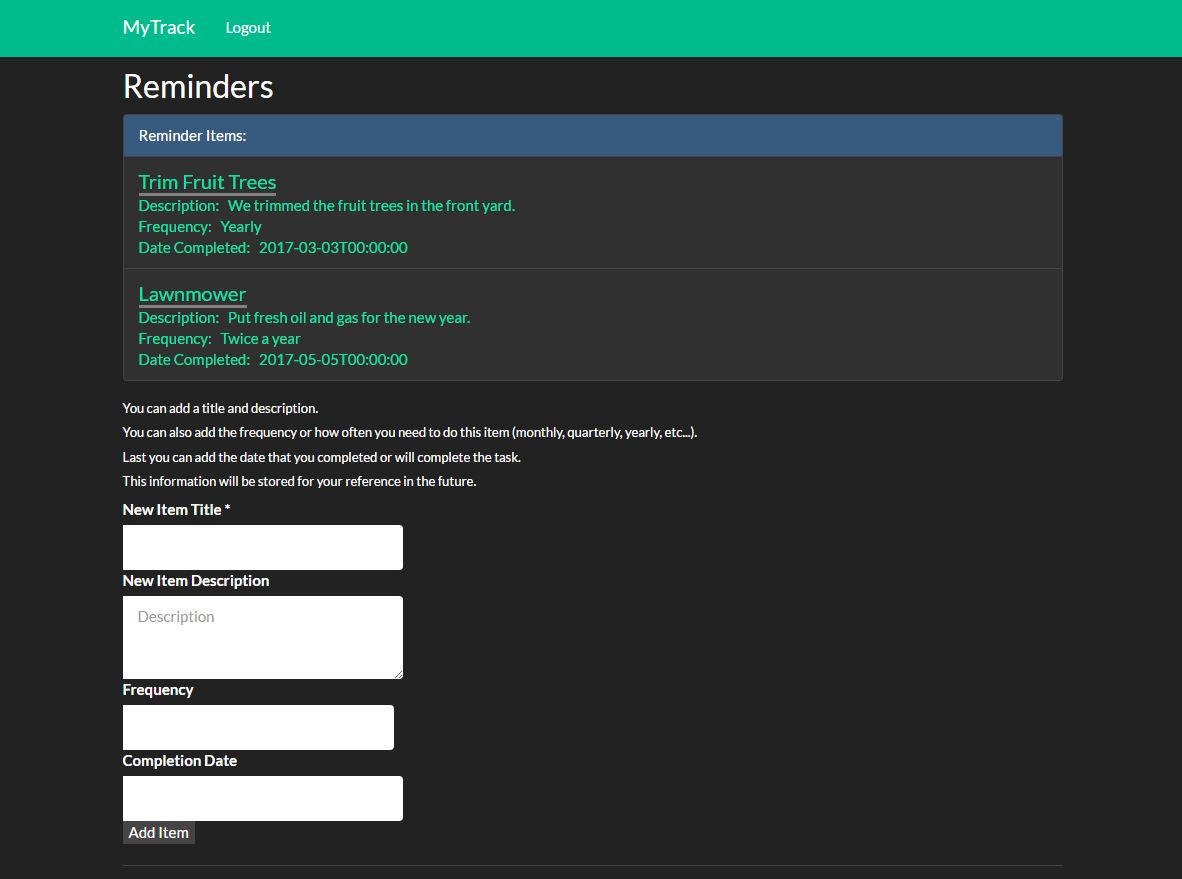 MyTrack Logout
Reminders
Reminder Items:
Trim Fruit Trees
Description: We trimmed the fruit trees in the front yard.
Frequency: Yearly
Date Completed: 2017-03-03T00:00:00
Lawnmower
Description: Put fresh oil and gas for the new year.
Frequency: Twice a year
Date Completed: 2017-05-05T00:00:00
You can add a title and description.
You can also add the frequency or how often you need to do this item (monthly, quarterly, yearly, etc...).
Last you can add the date that you completed or will complete the task.
This information will be stored for your reference in the future.
New Item Title *
New Item Description
Description
Frequency
Completion Date
Add Item